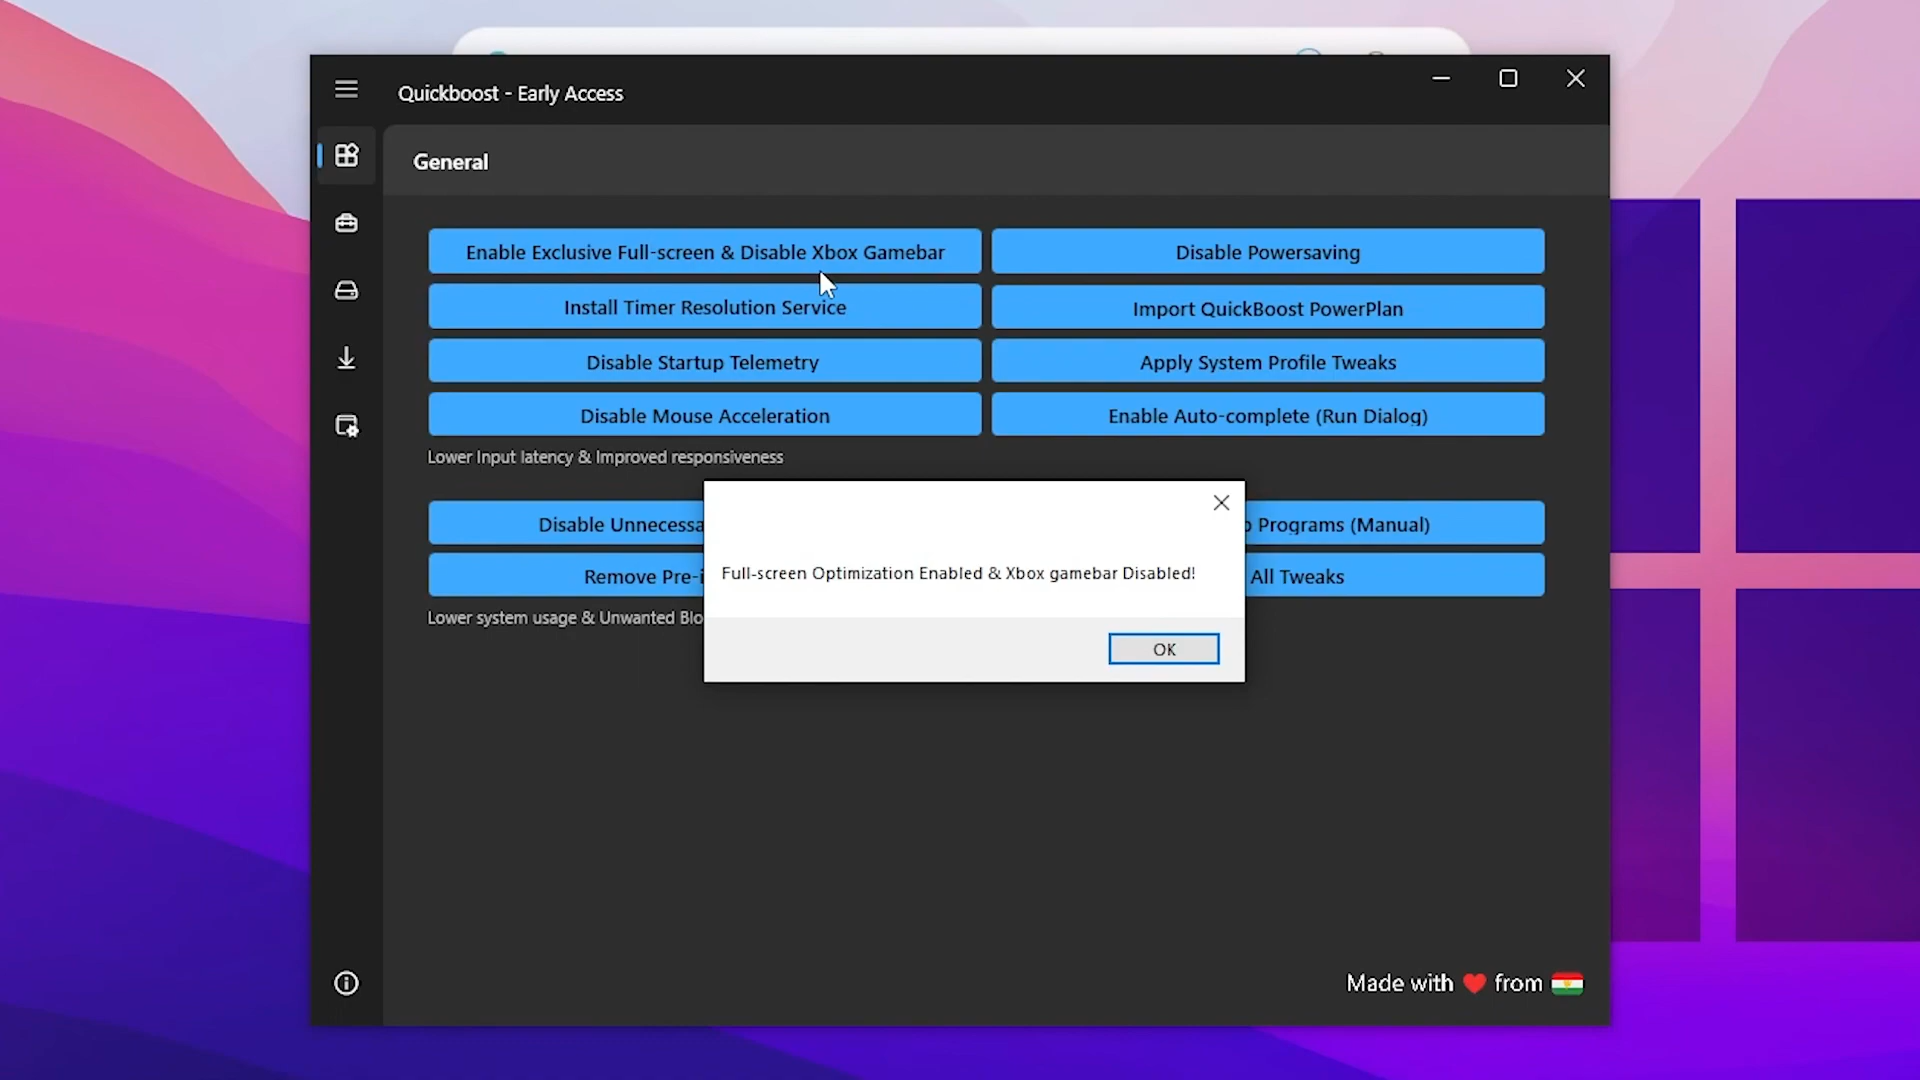 Quickboost - Early Access
General
Enable Exclusive Full-screen & Disable Xbox Gamebar
Disable Powersaving
Install Timer Resolution Service
Import QuickBoost PowerPlan
Disable Startup Telemetry
Apply System Profile Tweaks
Disable Mouse Acceleration
Enable Auto-complete (Run Dialog)
Lower Input latency & Improved responsiveness
Disable
Programs (Manual)
Full-screen Optimization Enabled & Xbox gamebar Disabled!
Remove
All Tweaks
Lower system usage & Unwanted
OK
Made with ❤️ from